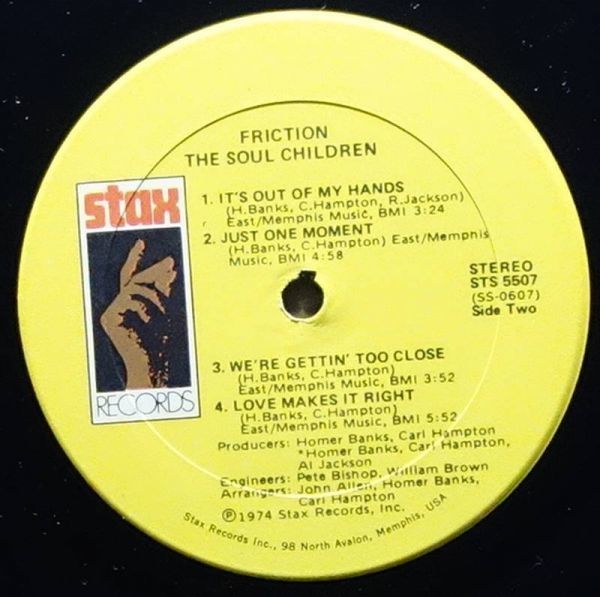 FRICTION
THE SOUL CHILDREN
stax
RECORDS
1. IT'S OUT OF MY HANDS
(H.Banks, C.Hampton, R.Jackson)
East/Memphis Music, BMI 3:24
2. JUST ONE MOMENT
(H.Banks, C.Hampton) East/Memphis
Music, BMI 4:58
STEREO
STS 5507
(SS-0607)
Side Two
3. WE'RE GETTIN' TOO CLOSE
(H.Banks, C.Hampton)
East/Memphis Music, BMI 3:52
4. LOVE MAKES IT RIGHT
(H.Banks, C.Hampton)
East/Memphis Music, BMI 5:52
Producers: Homer Banks, Carl Hampton
*Homer Banks, Carl Hampton,
Al Jackson
Engineers: Pete Bishop, William Brown
Arrangers: John Allen, Homer Banks,
Carl Hampton
Ⓟ1974 Stax Records, Inc.
Stax Records Inc., 98 North Avalon, Memphis, USA